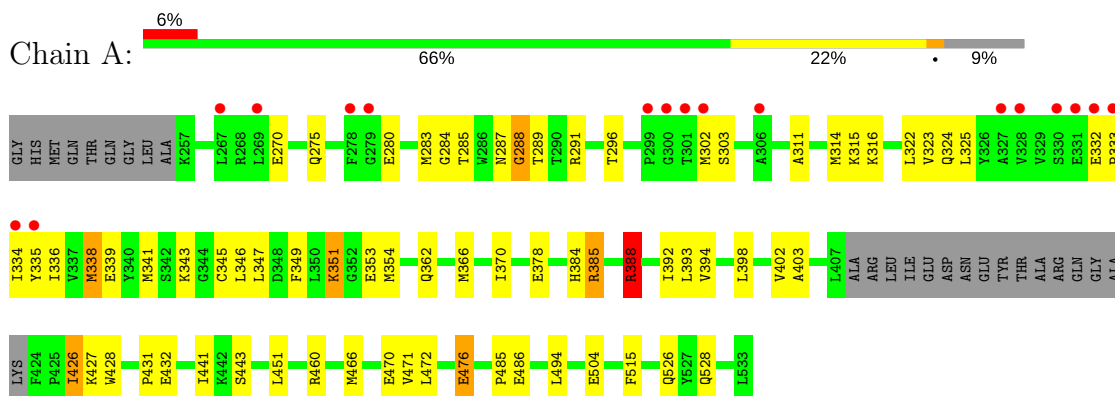 6%
Chain A:
66% 22% • 9%
GLY HIS MET GLN THR GLN GLY LEU ALA K257 L267 R268 L269 E270 Q275 F278 G279 E280 M283 G284 T285 W286 N287 G288 T289 T290 R291 T296 P299 G300 T301 M302 S303 A306 A311 M314 K315 K316 L322 V323 Q324 L325 Y326 A327 V328 V329 S330 E331 E332
I334 Y335 I336 V337 M338 E339 Y340 M341 S342 K343 G344 C345 L346 L347 D348 F349 L350 K351 G352 E353 M354 Q362 M366 I370 E378 H384 R385 R388 I392 L393 V394 L398 V402 A403 L407 ALA ARG LEU ILE GLU ASP ASN GLU TYR THR ALA ARG GLN GLY ALA
LYS F424 P425 I426 K427 W428 P431 E432 I441 K442 S443 L451 R460 M466 E470 V471 L472 E476 P485 E486 L494 E504 F515 Q526 Y527 Q528 L533